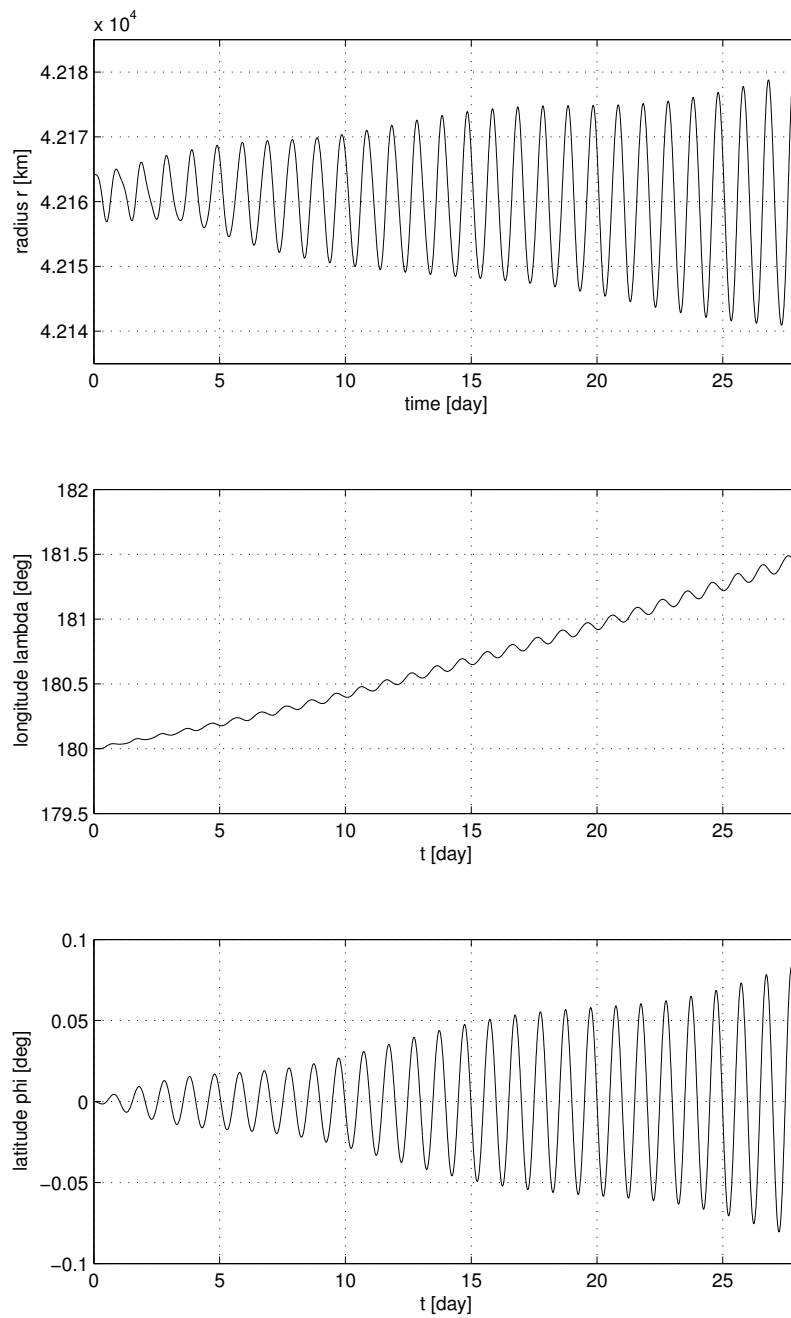 x 10^4
4.218
4.217
4.216
4.215
4.214
radius r [km]
0 5 10 15 20 25
time [day]
182
181.5
181
180.5
180
179.5
longitude lambda [deg]
0 5 10 15 20 25
t [day]
0.1
0.05
0
−0.05
−0.1
latitude phi [deg]
0 5 10 15 20 25
t [day]